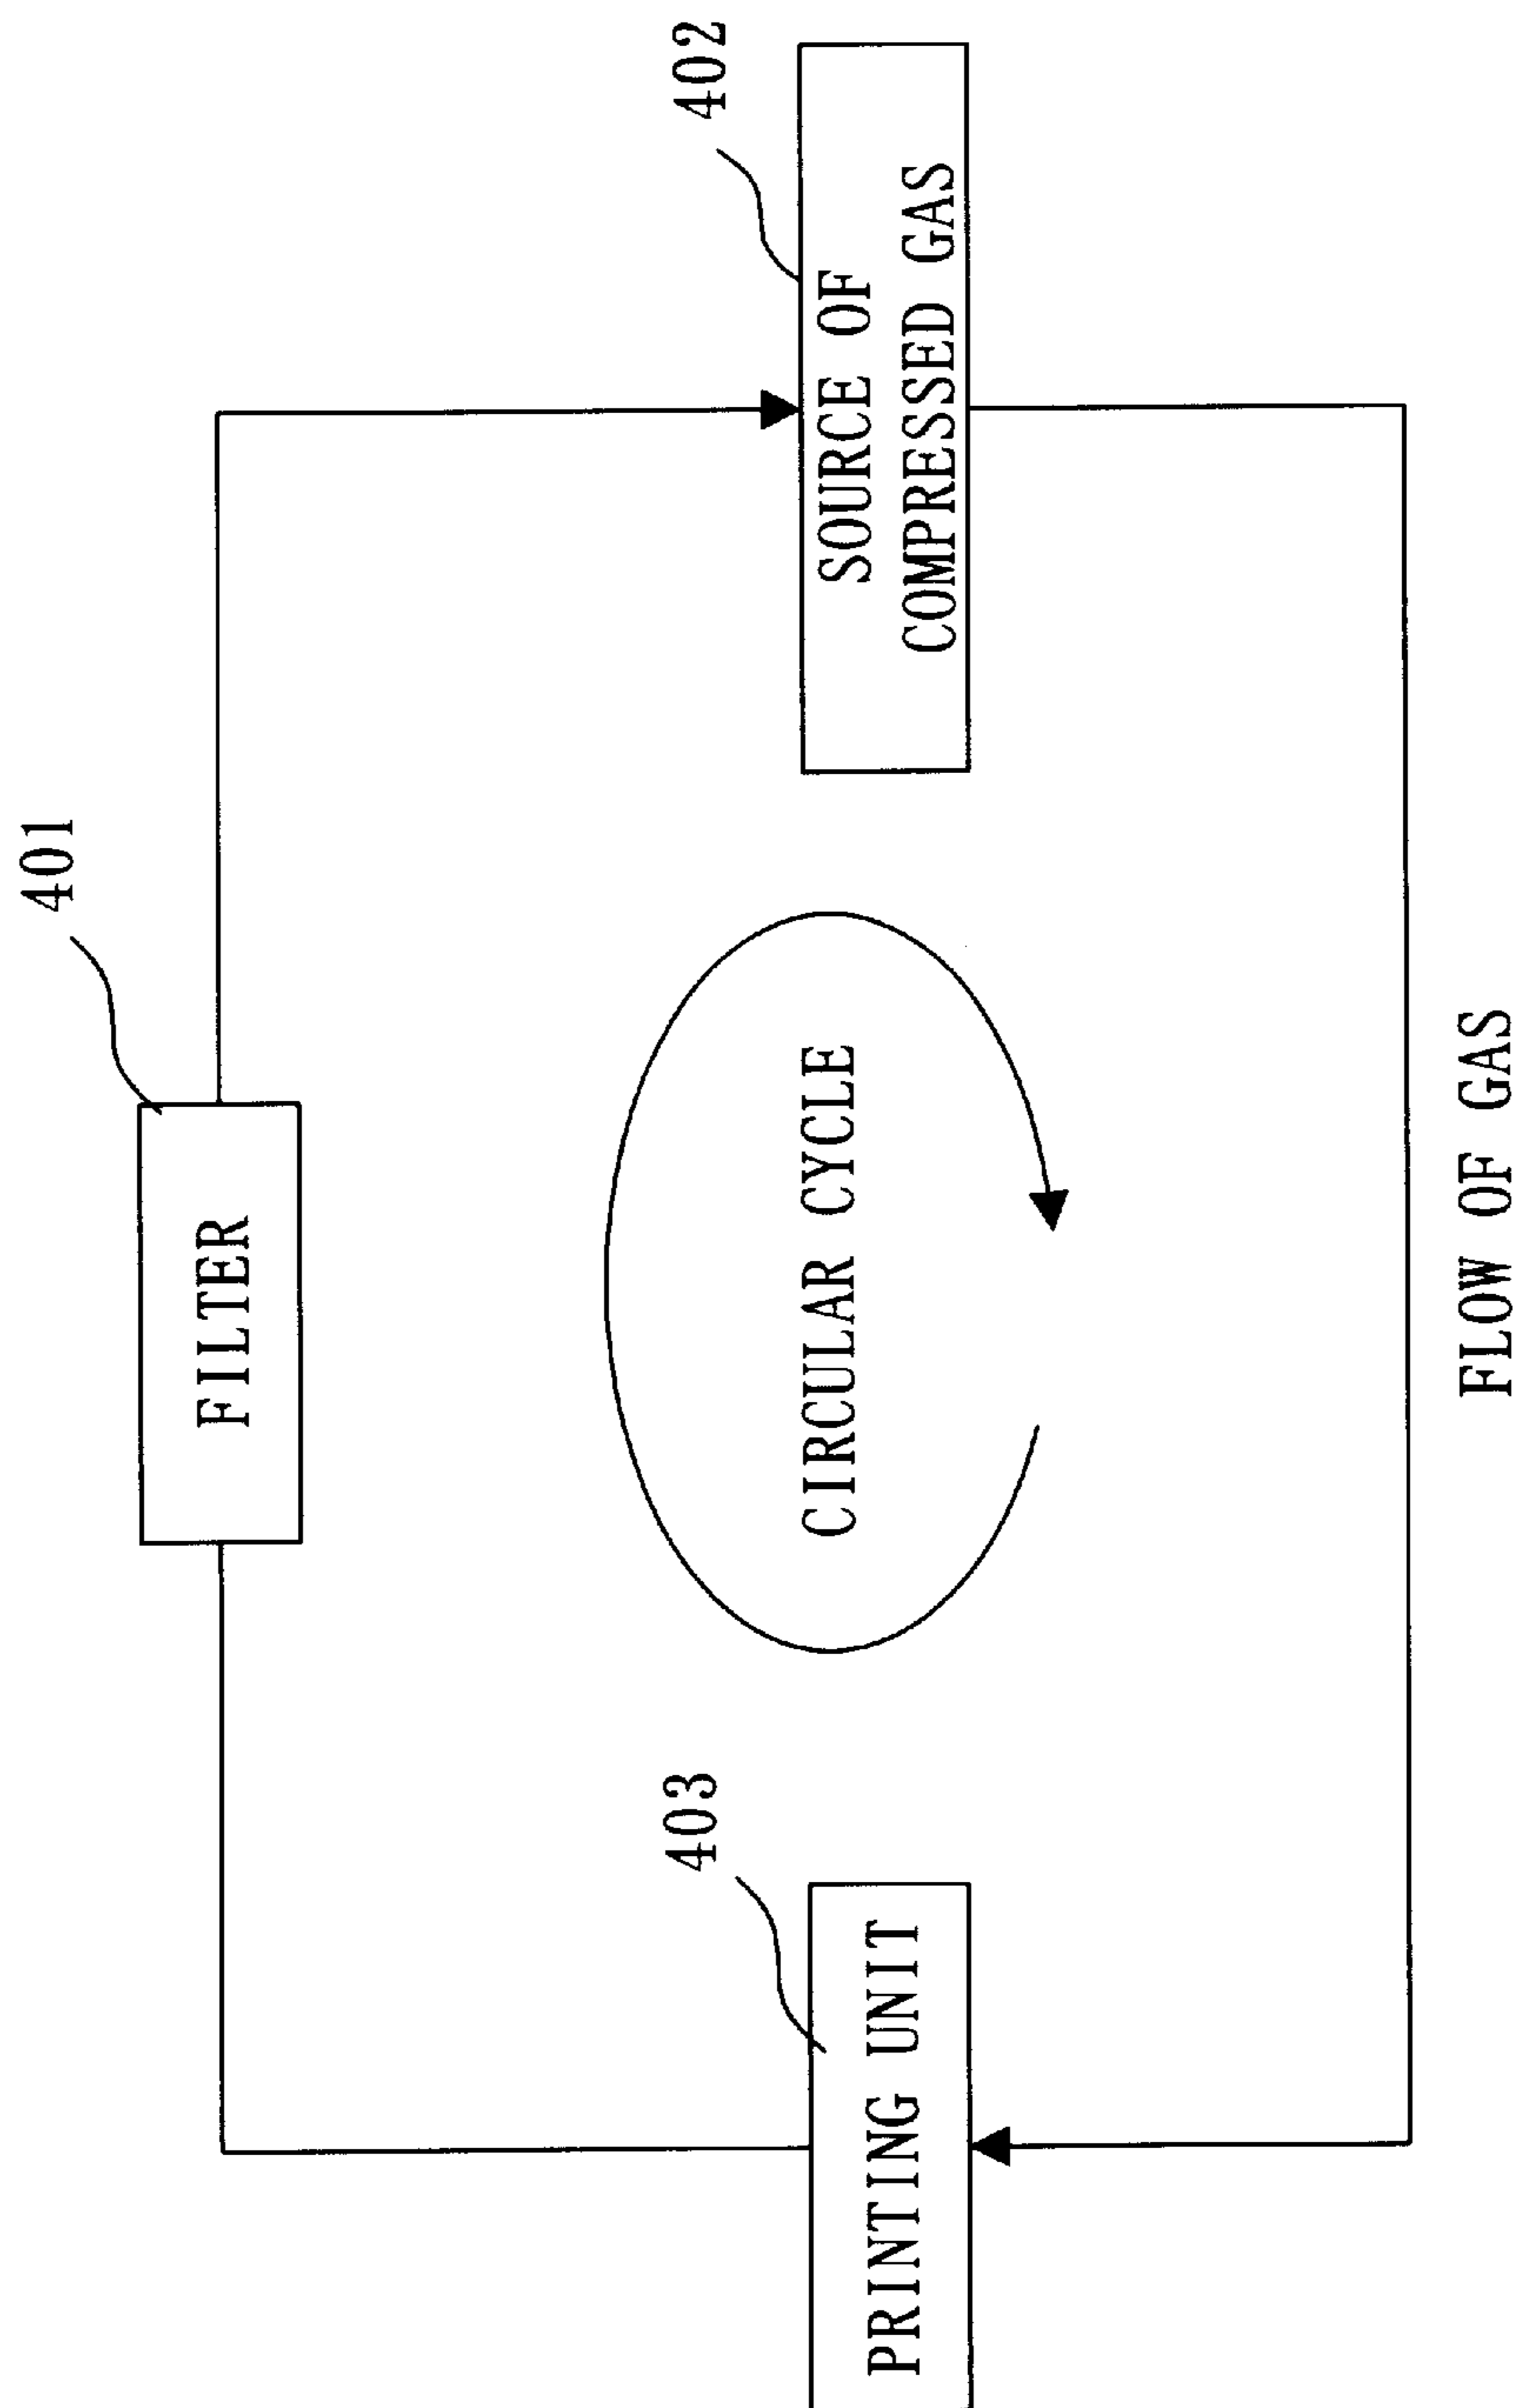 401
FILTER
402
SOURCE OF
COMPRESSED GAS
403
PRINTING UNIT
CIRCULAR CYCLE
FLOW OF GAS